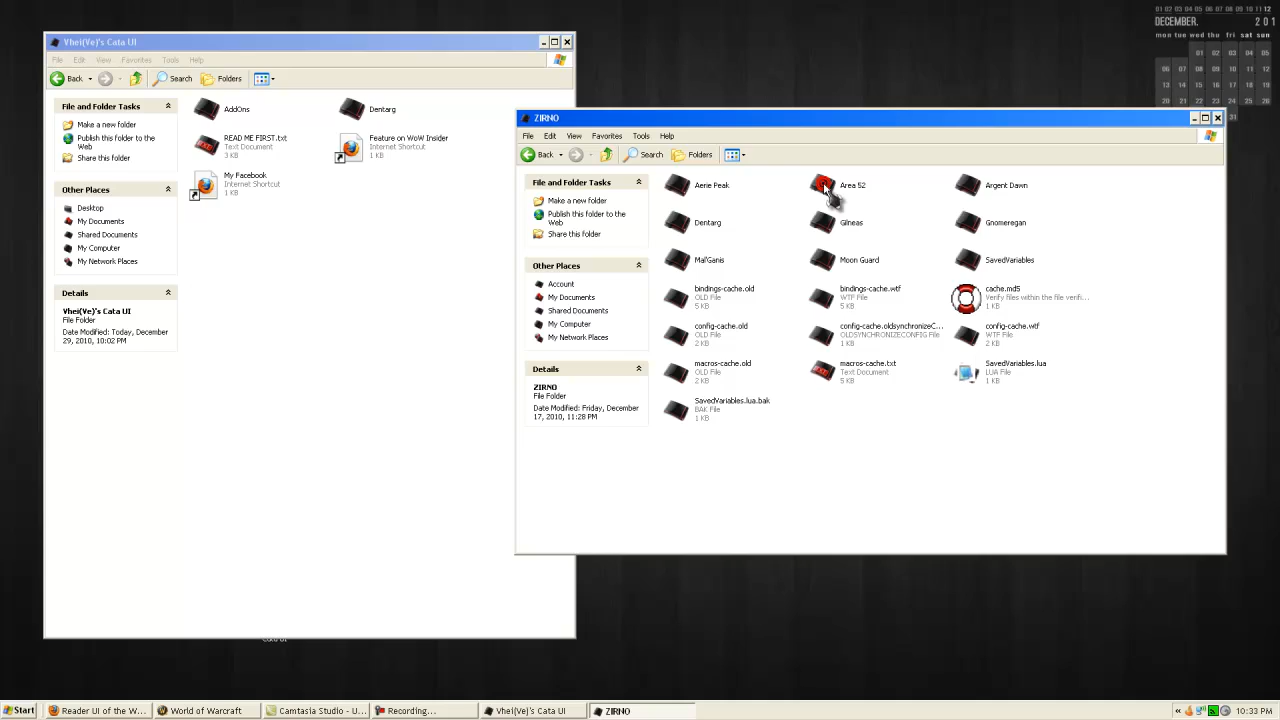 01 02 03 04 05 06 07 08 09 10 11 12
DECEMBER. 201
mon tue wed thu fri sat sun
01 02 03 04 05
06 07 08 09 10 11 12
13 14 15 16 17 18 19
20 21
31
Vhei(Ve)'s Cata UI
File Edit View Favorites Tools Help
Back Search Folders
File and Folder Tasks
Make a new folder
Publish this folder to the Web
Share this folder
Other Places
Desktop
My Documents
Shared Documents
My Computer
My Network Places
Details
Vhei(Ve)'s Cata UI
File Folder
Date Modified: Today, December 29, 2010, 10:02 PM
AddOns
Dentarg
READ ME FIRST.txt
Text Document
3 KB
Feature on WoW Insider
Internet Shortcut
1 KB
My Facebook
Internet Shortcut
1 KB
ZIRNO
File Edit View Favorites Tools Help
Back Search Folders
File and Folder Tasks
Make a new folder
Publish this folder to the Web
Share this folder
Other Places
Account
My Documents
Shared Documents
My Computer
My Network Places
Details
ZIRNO
File Folder
Date Modified: Friday, December 17, 2010, 11:28 PM
Aerie Peak
Area 52
Argent Dawn
Dentarg
Gilneas
Gnomeregan
Mal'Ganis
Moon Guard
SavedVariables
bindings-cache.old
OLD File
5 KB
bindings-cache.wtf
WTF File
5 KB
cache.md5
Verify files within the file verifi...
1 KB
config-cache.old
OLD File
2 KB
config-cache.oldsynchronizeC...
OLDSYNCHRONIZECONFIG File
1 KB
config-cache.wtf
WTF File
2 KB
macros-cache.old
OLD File
2 KB
macros-cache.txt
Text Document
5 KB
SavedVariables.lua
LUA File
1 KB
SavedVariables.lua.bak
BAK File
1 KB
Start
Reader UI of the W...
World of Warcraft
Camtasia Studio - U...
Recording...
Vhei(Ve)'s Cata UI
ZIRNO
10:33 PM